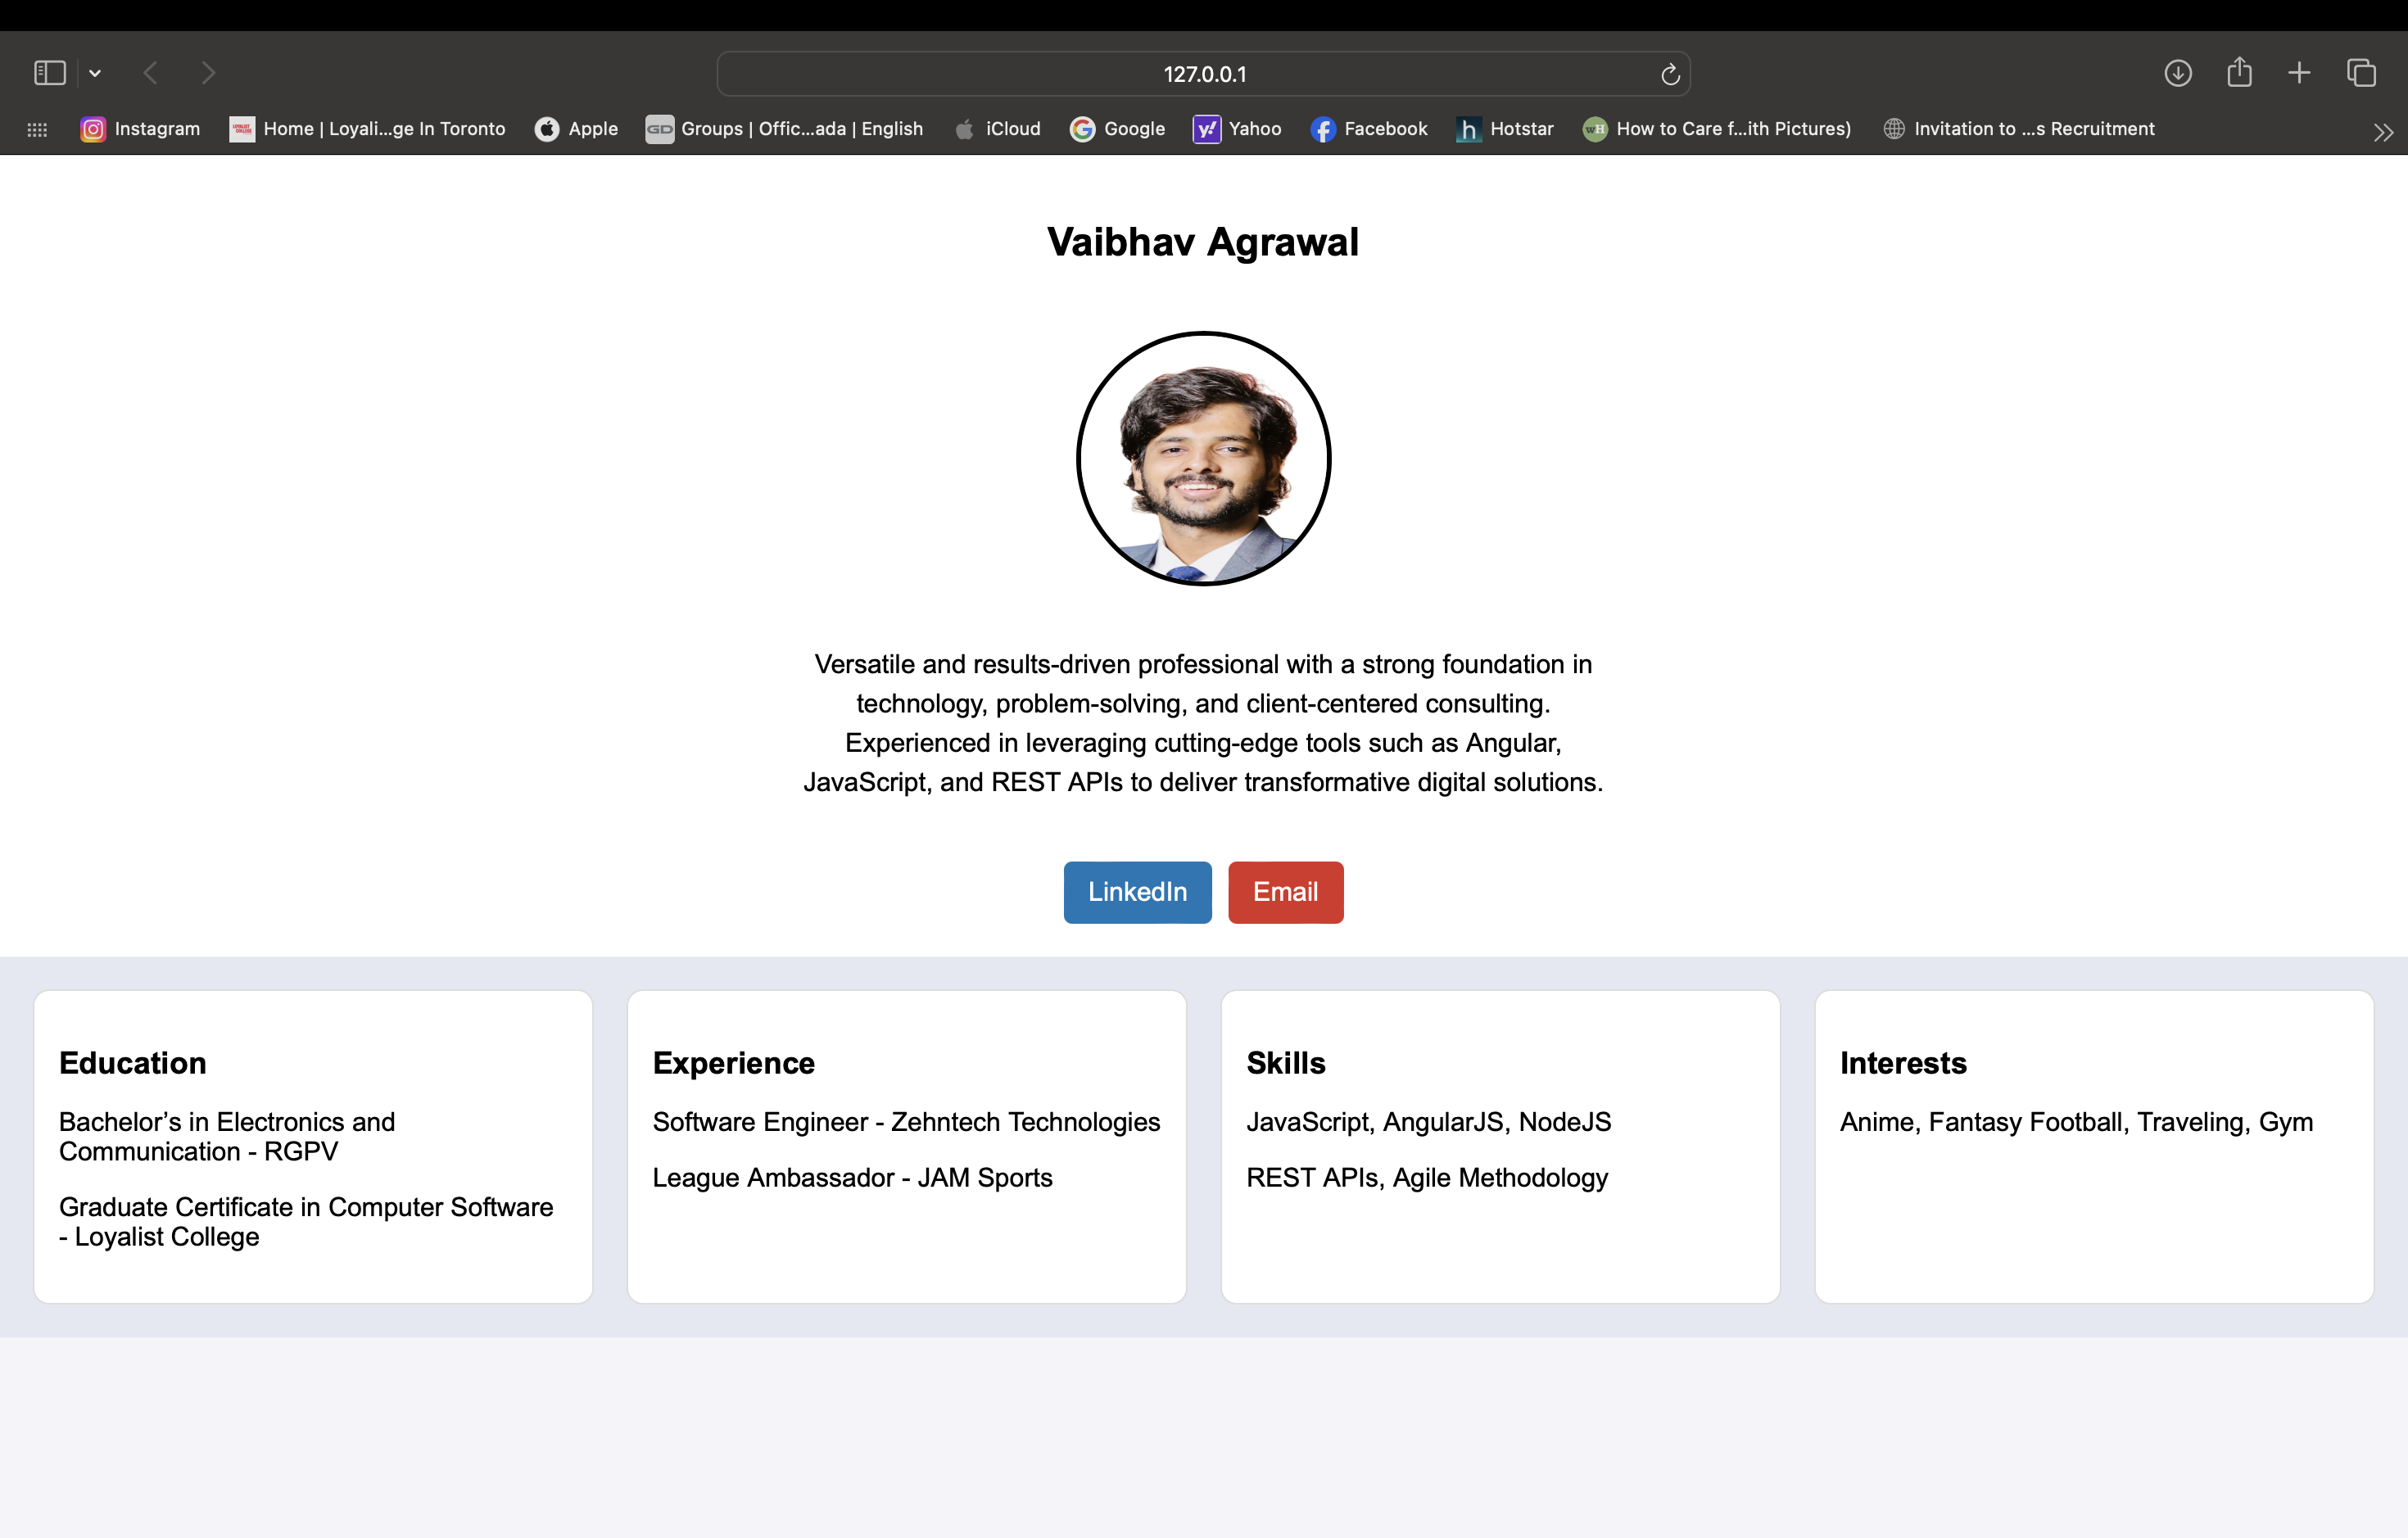 127.0.0.1
Instagram Home | Loyali...ge In Toronto Apple GD Groups | Offic...ada | English iCloud Google y! Yahoo Facebook h Hotstar wH How to Care f...ith Pictures) Invitation to ...s Recruitment
Vaibhav Agrawal
Versatile and results-driven professional with a strong foundation in
technology, problem-solving, and client-centered consulting.
Experienced in leveraging cutting-edge tools such as Angular,
JavaScript, and REST APIs to deliver transformative digital solutions.
LinkedIn Email
Education
Bachelor’s in Electronics and
Communication - RGPV
Graduate Certificate in Computer Software
- Loyalist College
Experience
Software Engineer - Zehntech Technologies
League Ambassador - JAM Sports
Skills
JavaScript, AngularJS, NodeJS
REST APIs, Agile Methodology
Interests
Anime, Fantasy Football, Traveling, Gym